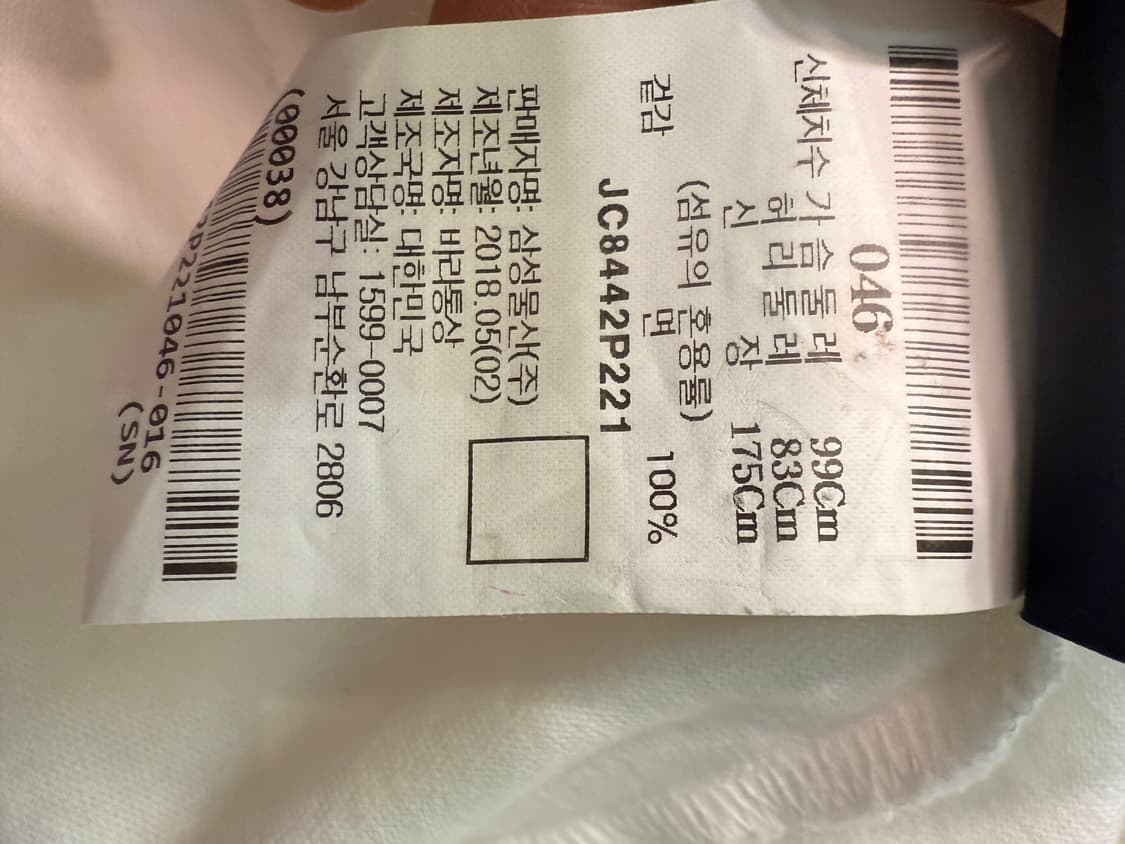 046
신체치수 가슴둘레 99Cm
허리둘레 83Cm
신 장 175Cm
(섬유의 혼용률)
겉감 면 100%
JC8442P221
판매자명: 삼성물산(주)
제조년월: 2018.05(02)
제조자명: 바리통상
제조국명: 대한민국
고객상담실: 1599-0007
서울 강남구 남부순환로 2806
(00038)
2P221046-016
(SN)